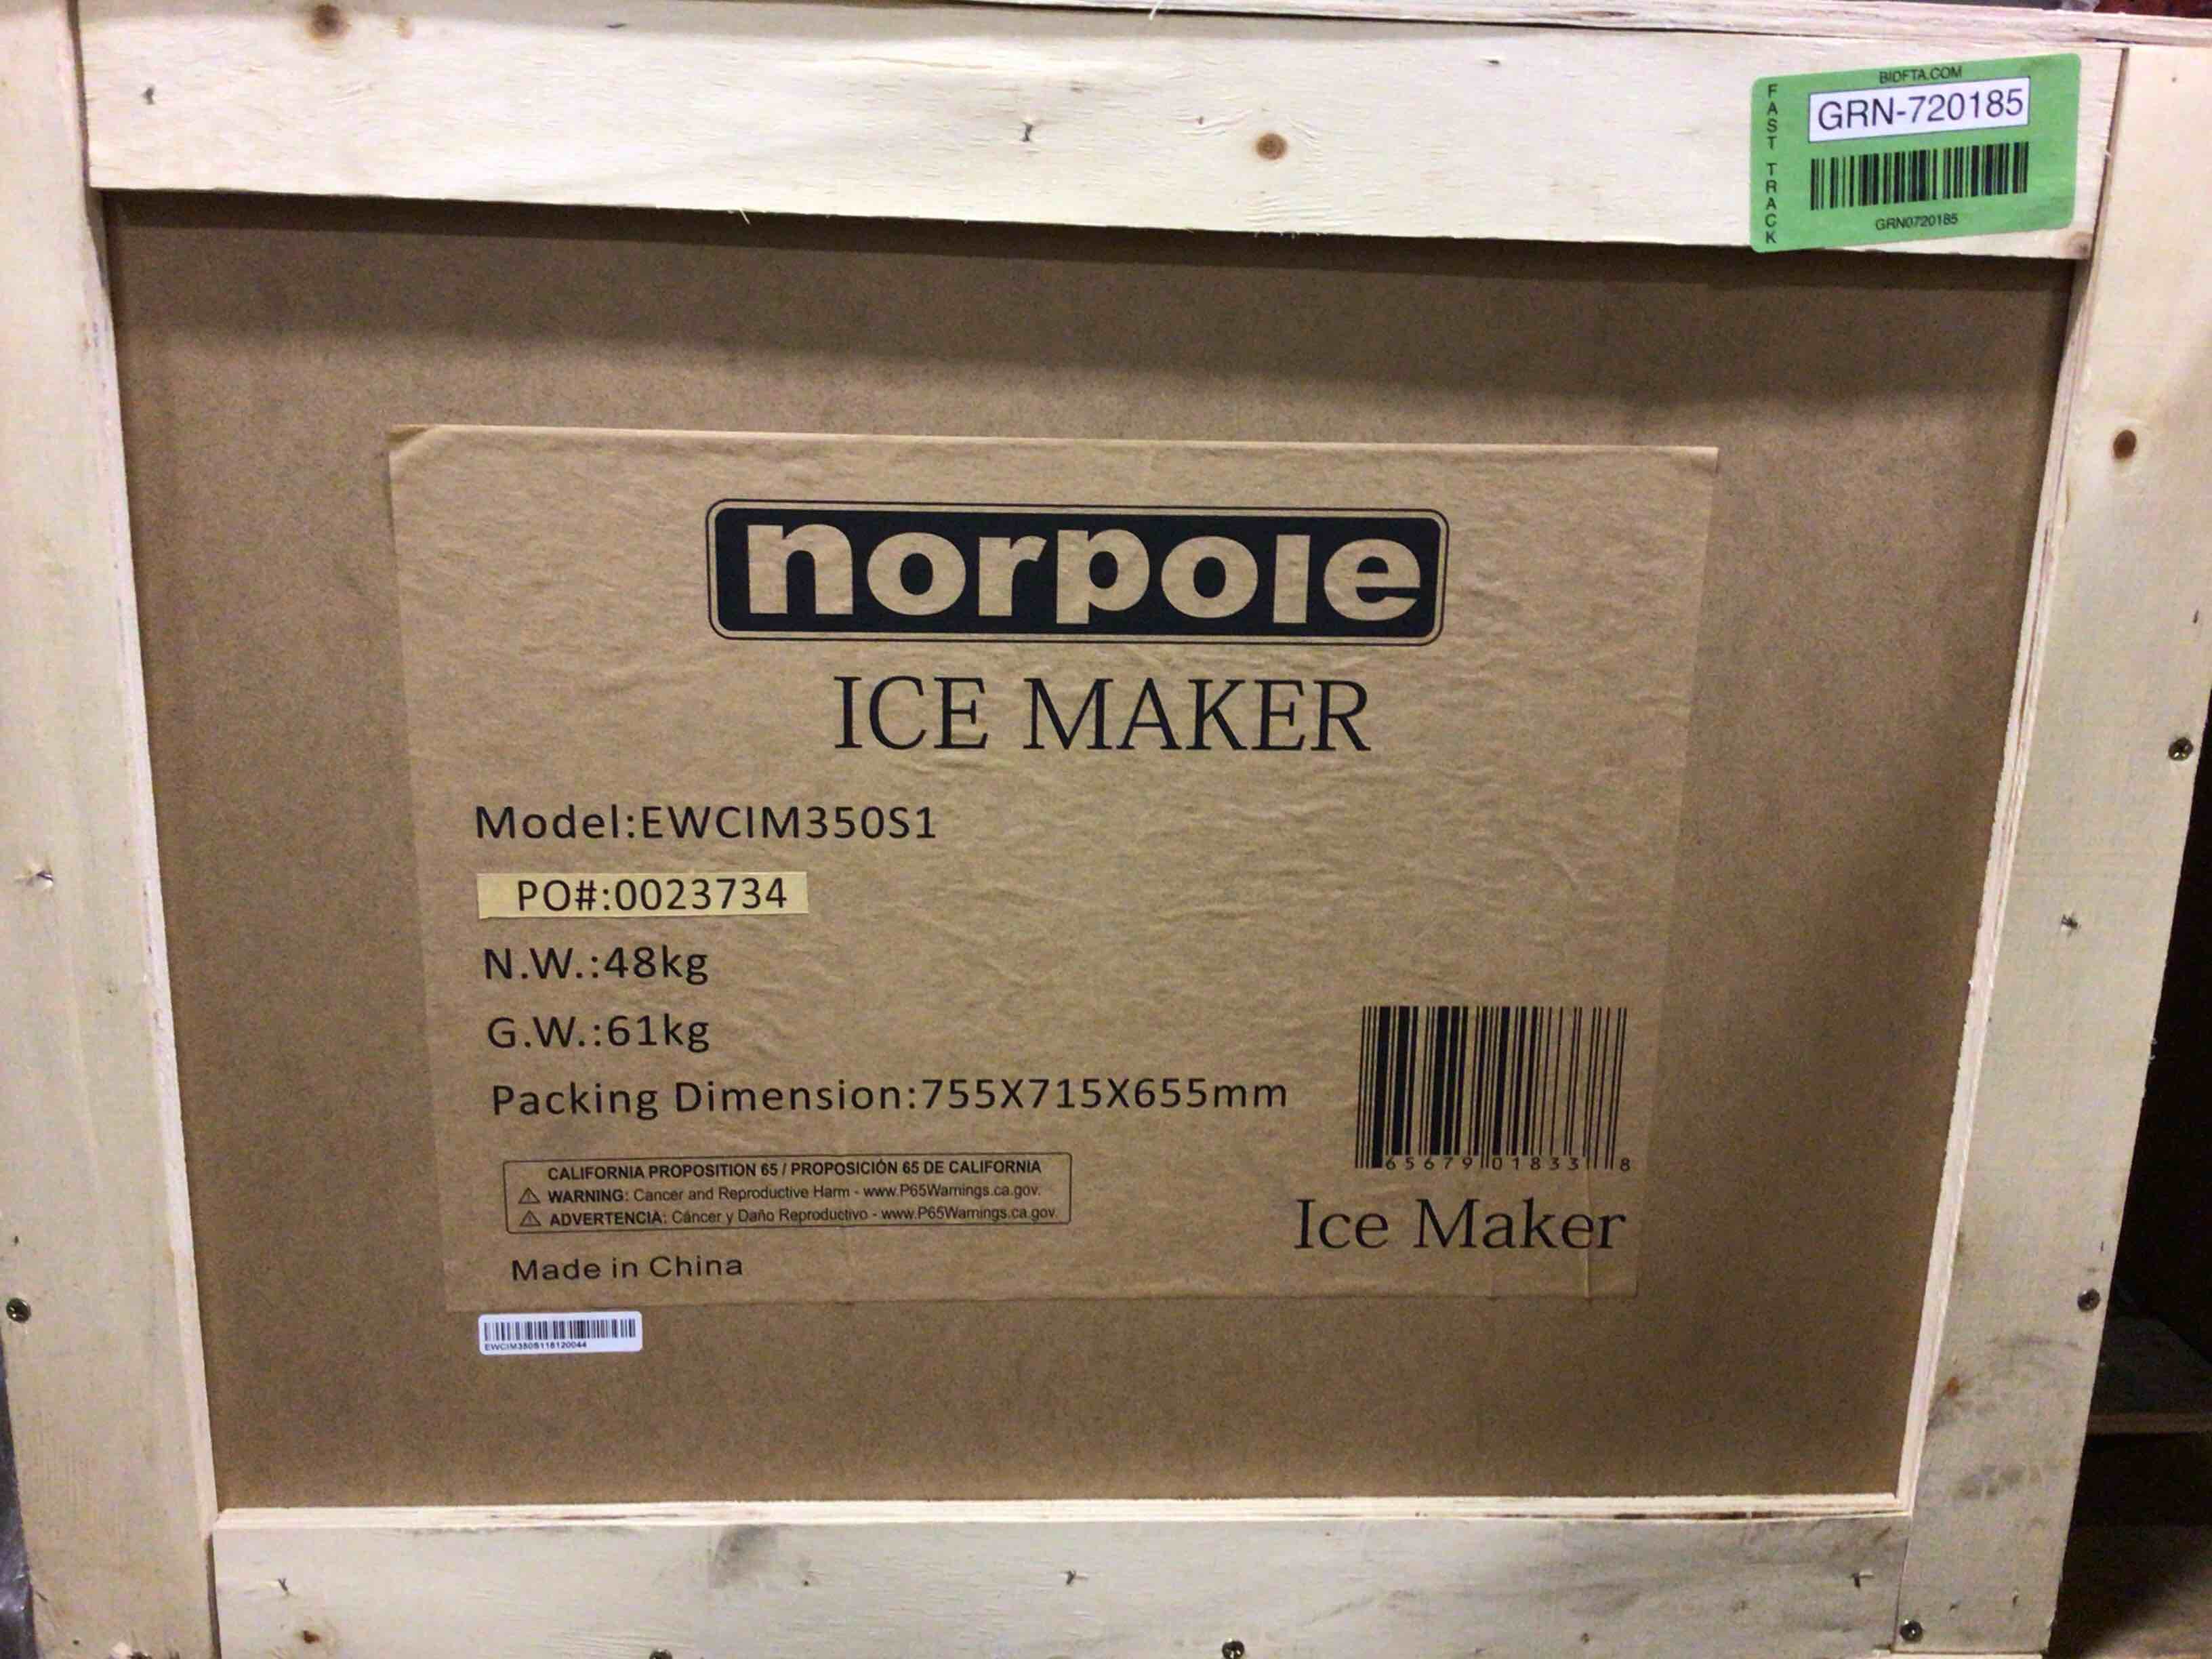 BIDFTA.COM
FAST TRACK
GRN-720185
GRN0720185
norpole
ICE MAKER
Model:EWCIM350S1
PO#:0023734
N.W.:48kg
G.W.:61kg
Packing Dimension:755X715X655mm
65679018338
CALIFORNIA PROPOSITION 65 / PROPOSICIÓN 65 DE CALIFORNIA
WARNING: Cancer and Reproductive Harm - www.P65Warnings.ca.gov.
ADVERTENCIA: Cáncer y Daño Reproductivo - www.P65Warnings.ca.gov.
Ice Maker
Made in China
EWCIM350S118120044